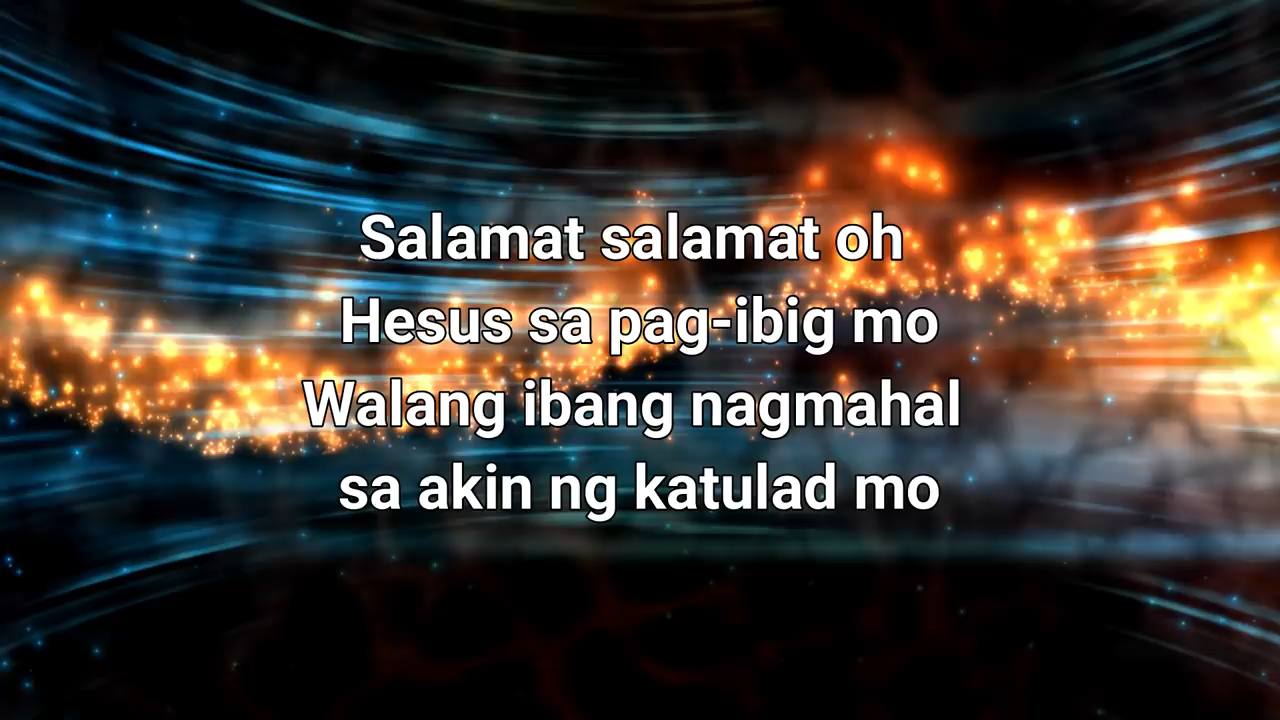 Salamat salamat oh
Hesus sa pag-ibig mo
Walang ibang nagmahal
sa akin ng katulad mo